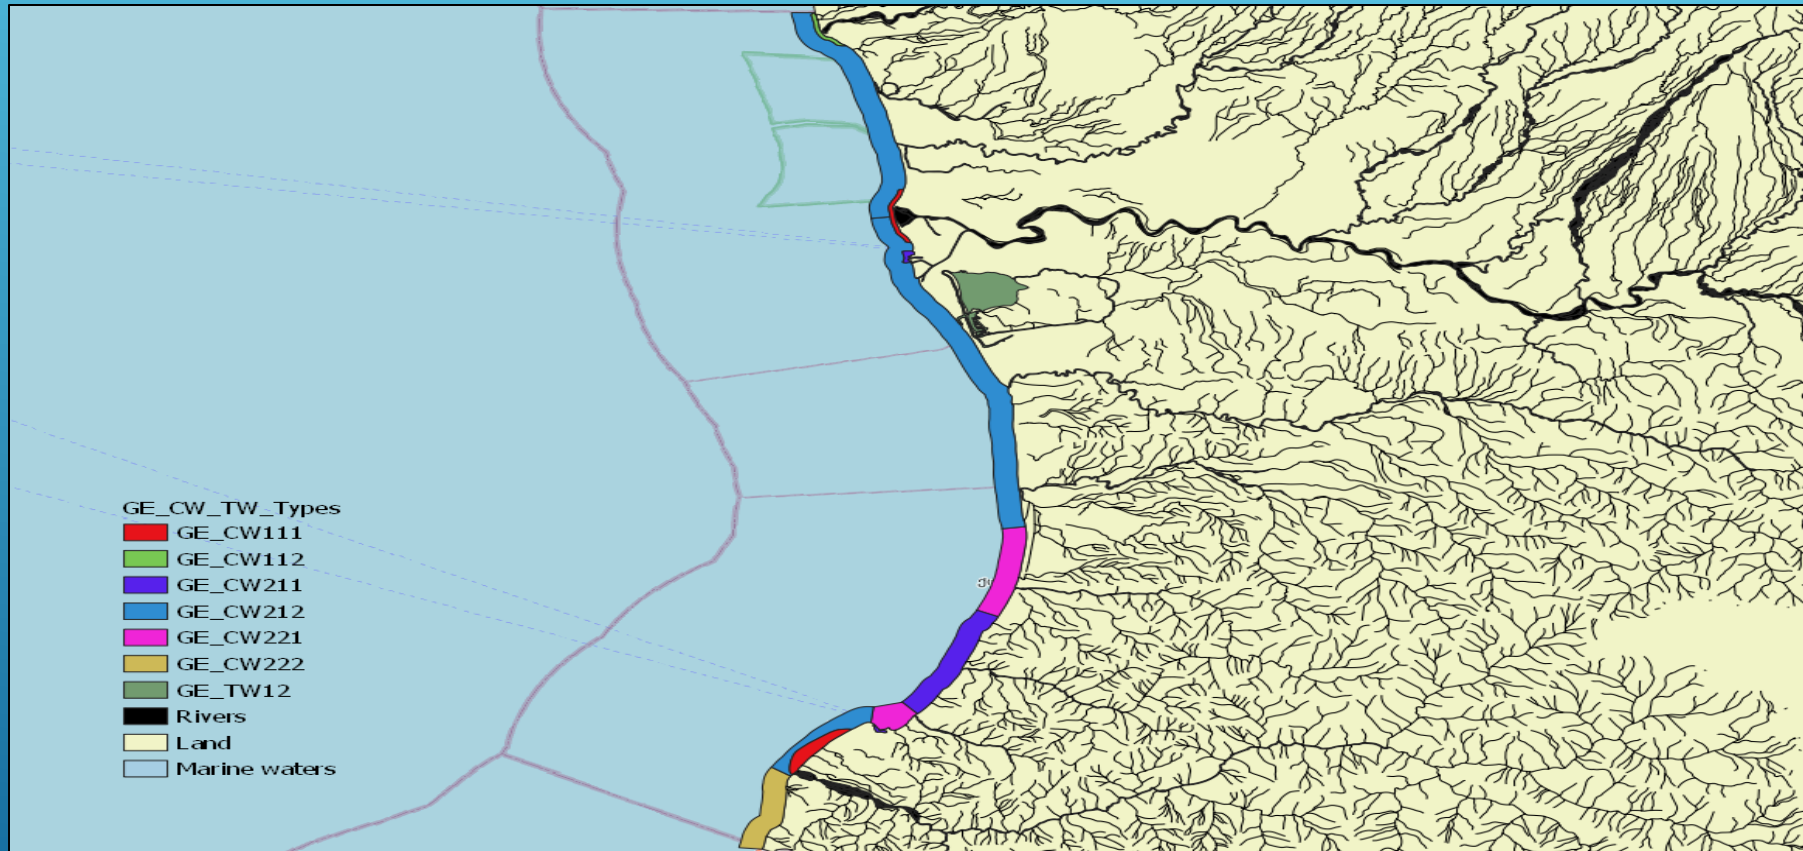 GE_CW_TW_Types
GE_CW111
GE_CW112
GE_CW211
GE_CW212
GE_CW221
GE_CW222
GE_TW12
Rivers
Land
Marine waters